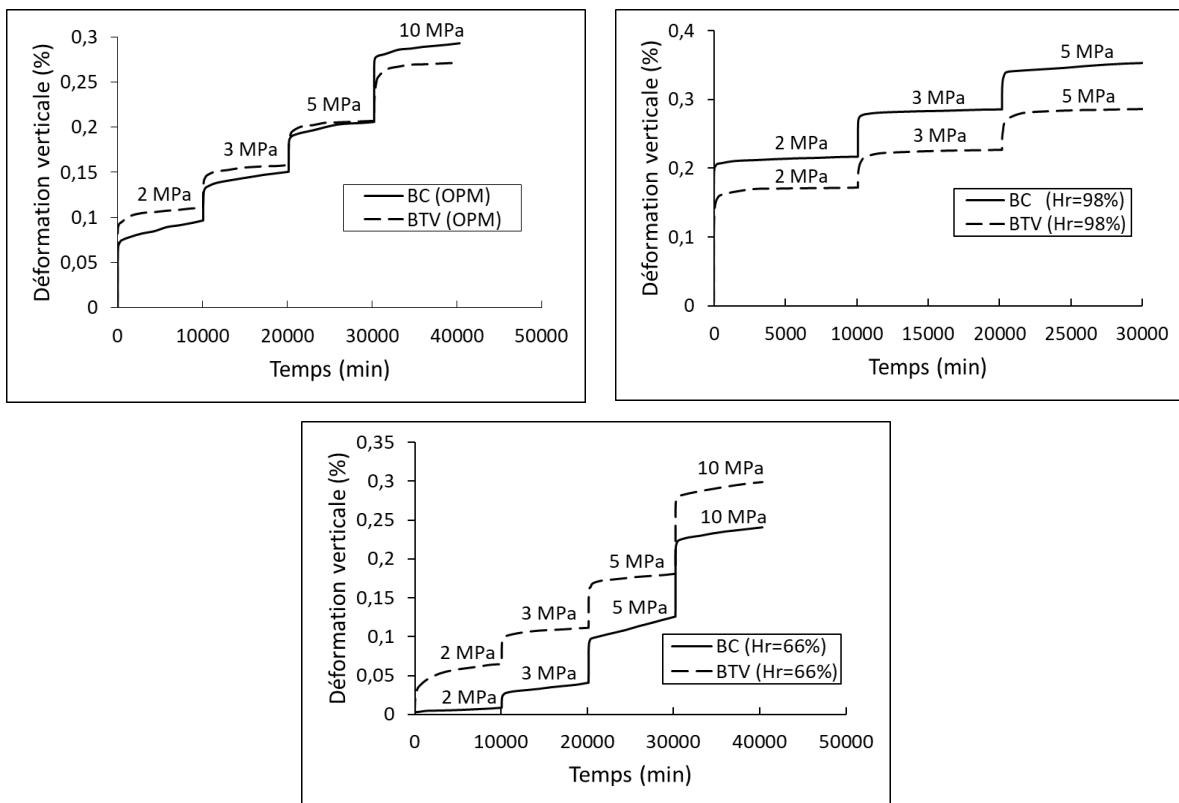 Déformation verticale (%)
0,3
0,25
0,2
0,15
0,1
0,05
0
2 MPa
3 MPa
5 MPa
10 MPa
BC (OPM)
BTV (OPM)
0
10000
20000
30000
40000
50000
Temps (min)
Déformation verticale (%)
0,4
0,3
0,2
0,1
0
2 MPa
3 MPa
5 MPa
2 MPa
3 MPa
5 MPa
BC (Hr=98%)
BTV (Hr=98%)
0
5000
10000
15000
20000
25000
30000
Temps (min)
Déformation verticale (%)
0,35
0,3
0,25
0,2
0,15
0,1
0,05
0
2 MPa
3 MPa
5 MPa
10 MPa
2 MPa
3 MPa
5 MPa
10 MPa
BC (Hr=66%)
BTV (Hr=66%)
0
10000
20000
30000
40000
50000
Temps (min)